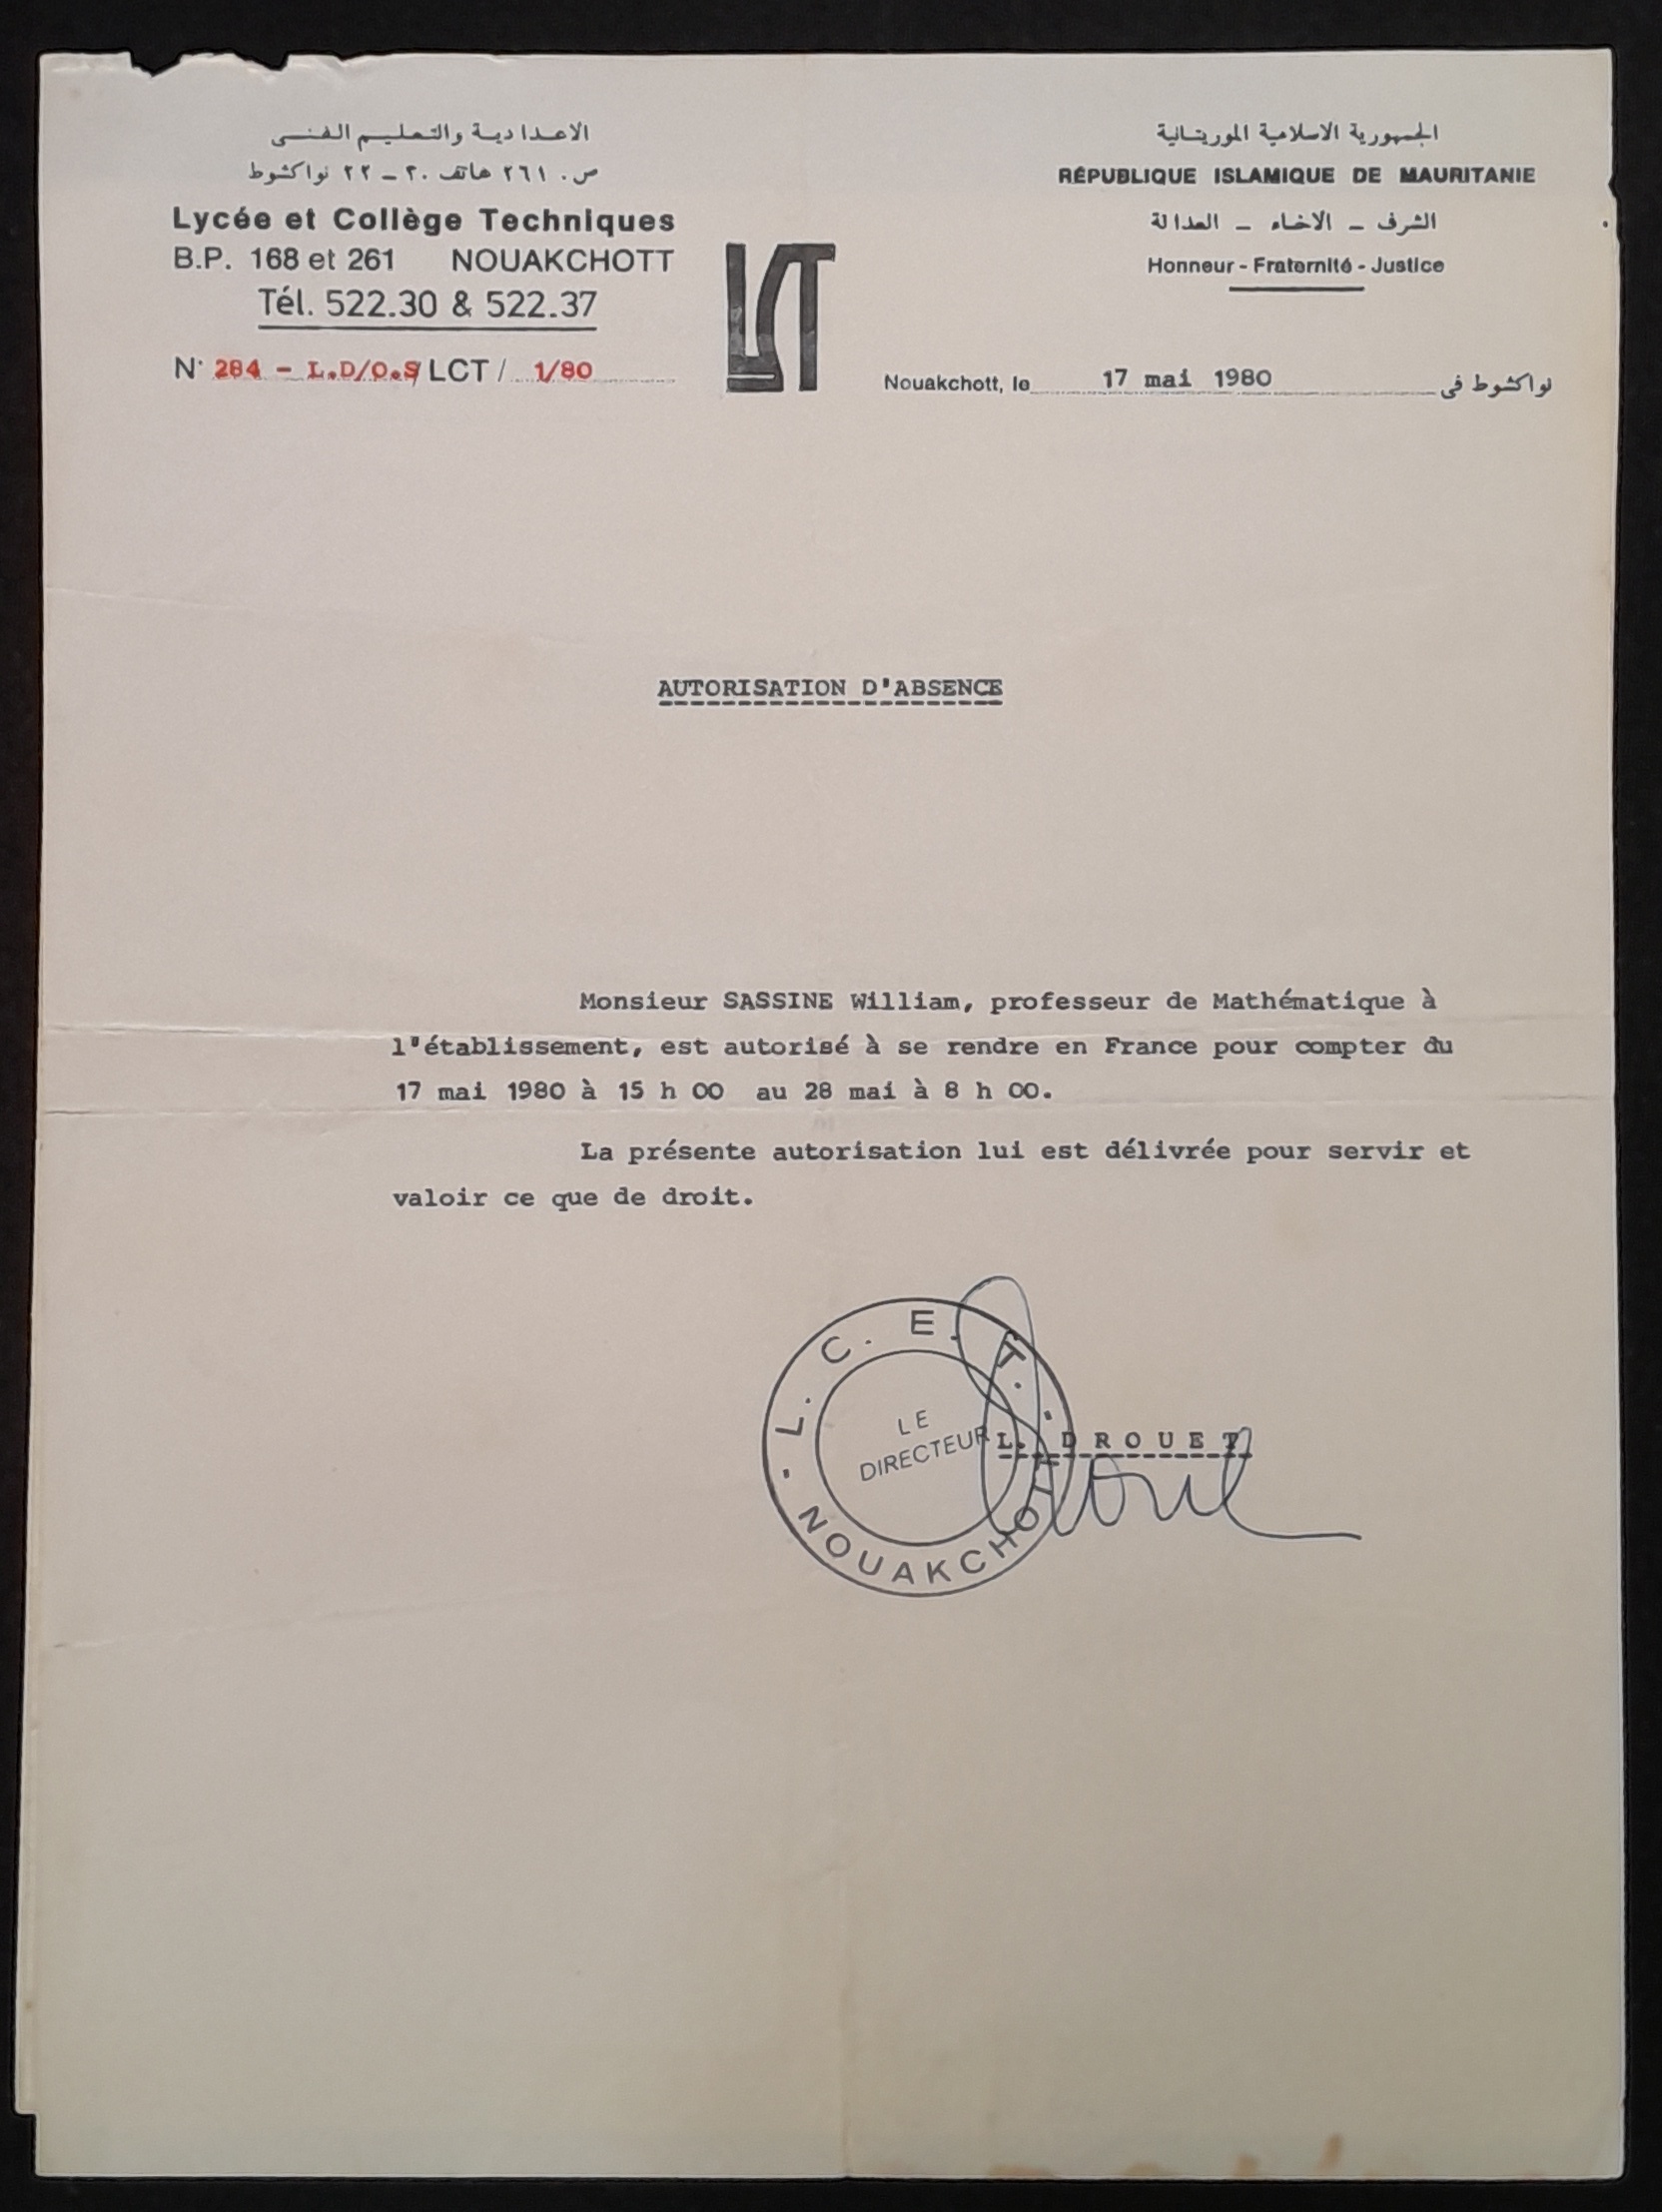 الاعدادية والتعليم الفنى
ص. ٢٦١ هاتف ٢٠ – ٢٢ نواكشوط
Lycée et Collège Techniques
B.P. 168 et 261 NOUAKCHOTT
Tél. 522.30 & 522.37
N° 284 - L.D/O.S LCT / 1/80
LCT
الجمهورية الاسلامية الموريتانية
RÉPUBLIQUE ISLAMIQUE DE MAURITANIE
الشرف – الاخاء – العدالة
Honneur - Fraternité - Justice
Nouakchott, le 17 mai 1980 نواكشوط فى
AUTORISATION D'ABSENCE
Monsieur SASSINE William, professeur de Mathématique à
l'établissement, est autorisé à se rendre en France pour compter du
17 mai 1980 à 15 h 00 au 28 mai à 8 h 00.
La présente autorisation lui est délivrée pour servir et
valoir ce que de droit.
- L. C. E. T. -
LE
DIRECTEUR
NOUAKCHOTT
L. DROUET